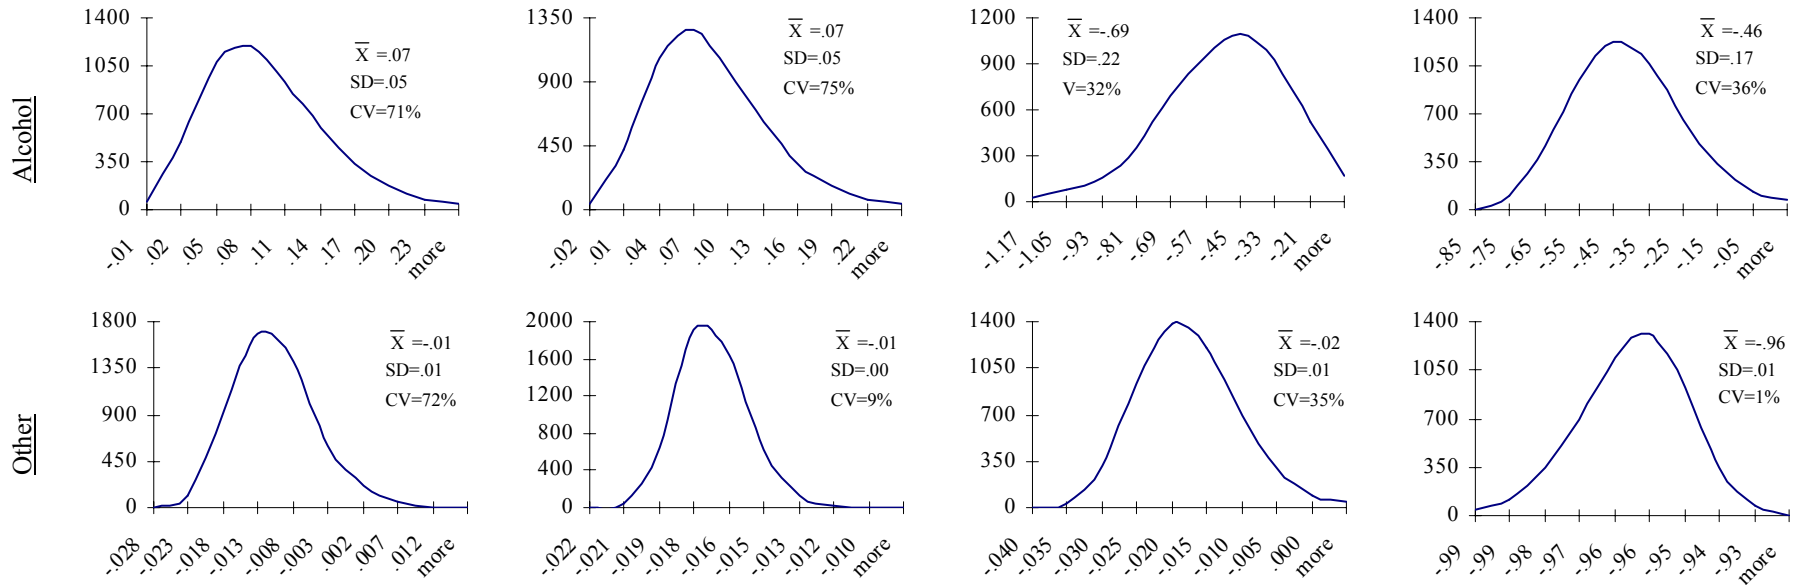 Alcohol
1400
1050
700
350
0
X̅ =.07
SD=.05
CV=71%
-.01 .02 .05 .08 .11 .14 .17 .20 .23 more
1350
900
450
0
X̅ =.07
SD=.05
CV=75%
-.02 .01 .04 .07 .10 .13 .16 .19 .22 more
1200
900
600
300
0
X̅ =-.69
SD=.22
V=32%
-1.17 -1.05 -.93 -.81 -.69 -.57 -.45 -.33 -.21 more
1400
1050
700
350
0
X̅ =-.46
SD=.17
CV=36%
-.85 -.75 -.65 -.55 -.45 -.35 -.25 -.15 -.05 more
Other
1800
1350
900
450
0
X̅ =-.01
SD=.01
CV=72%
-.028 -.023 -.018 -.013 -.008 -.003 .002 .007 .012 more
2000
1600
1200
800
400
0
X̅ =-.01
SD=.00
CV=9%
-.022 -.021 -.019 -.018 -.016 -.015 -.013 -.012 -.010 more
1400
1050
700
350
0
X̅ =-.02
SD=.01
CV=35%
-.040 -.035 -.030 -.025 -.020 -.015 -.010 -.005 .000 more
1400
1050
700
350
0
X̅ =-.96
SD=.01
CV=1%
-.99 -.99 -.98 -.97 -.96 -.96 -.95 -.94 -.93 more